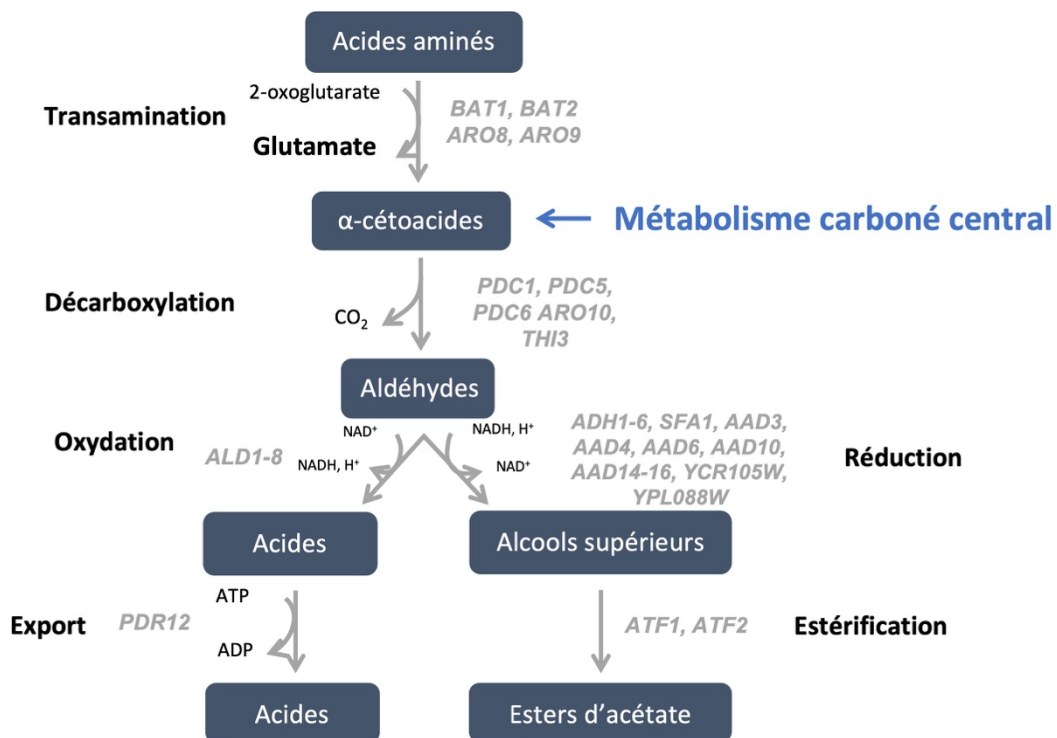 Acides aminés
2-oxoglutarate
Transamination
BAT1, BAT2
ARO8, ARO9
Glutamate
α-cétoacides
Métabolisme carboné central
Décarboxylation
CO₂
PDC1, PDC5,
PDC6 ARO10,
THI3
Aldéhydes
Oxydation
ALD1-8
NAD⁺
NADH, H⁺
NADH, H⁺
NAD⁺
ADH1-6, SFA1, AAD3,
AAD4, AAD6, AAD10,
AAD14-16, YCR105W,
YPL088W
Réduction
Acides
Alcools supérieurs
Export
PDR12
ATP
ADP
ATF1, ATF2
Estérification
Acides
Esters d’acétate